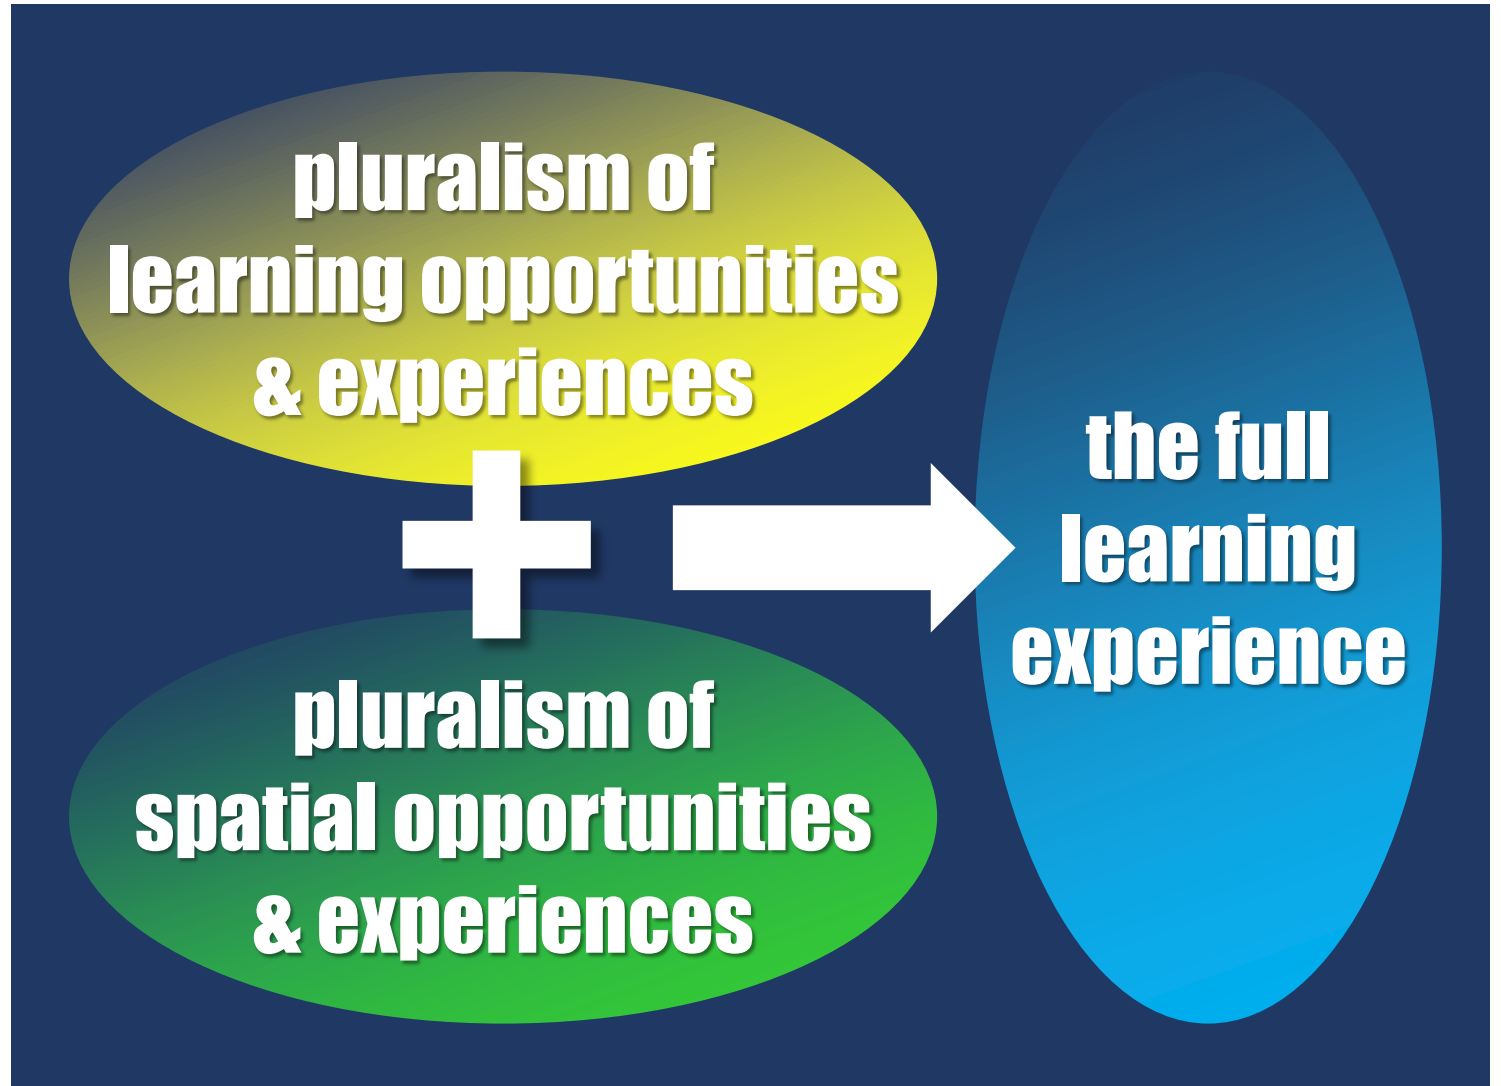 pluralism of
learning opportunities
& experiences
pluralism of
spatial opportunities
& experiences
the full
learning
experience